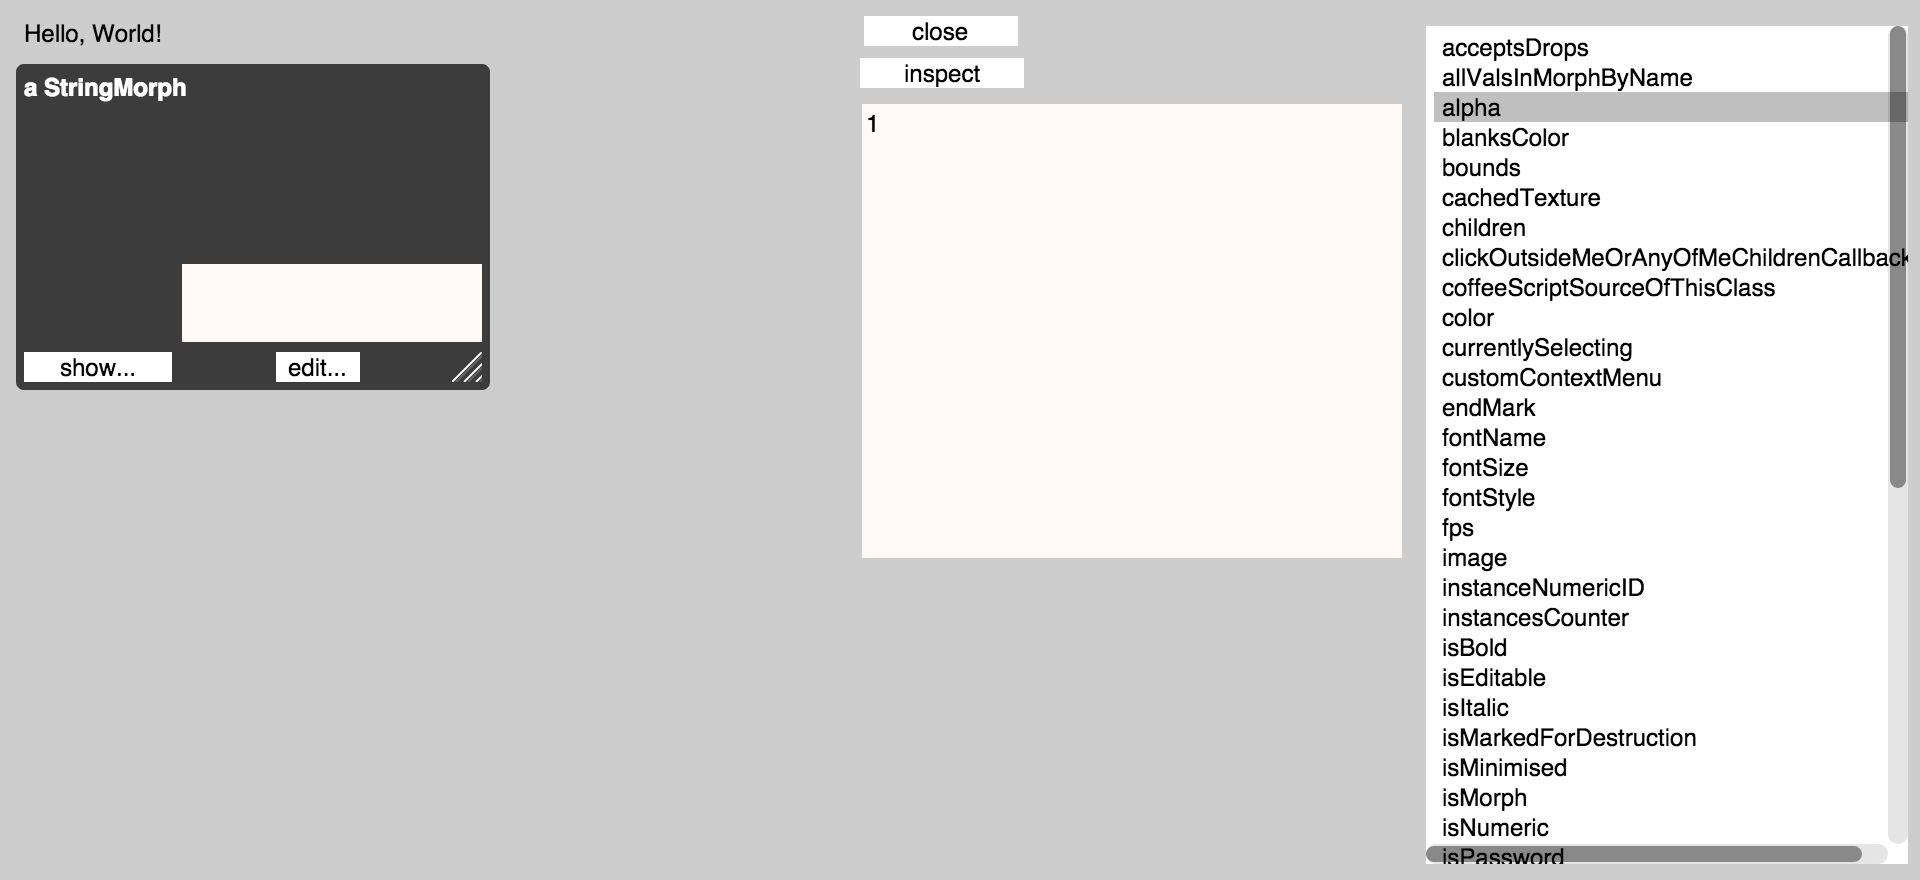 Hello, World!
a StringMorph
show...
edit...
close
inspect
1
acceptsDrops
allValsInMorphByName
alpha
blanksColor
bounds
cachedTexture
children
clickOutsideMeOrAnyOfMeChildrenCallback
coffeeScriptSourceOfThisClass
color
currentlySelecting
customContextMenu
endMark
fontName
fontSize
fontStyle
fps
image
instanceNumericID
instancesCounter
isBold
isEditable
isItalic
isMarkedForDestruction
isMinimised
isMorph
isNumeric
isPassword